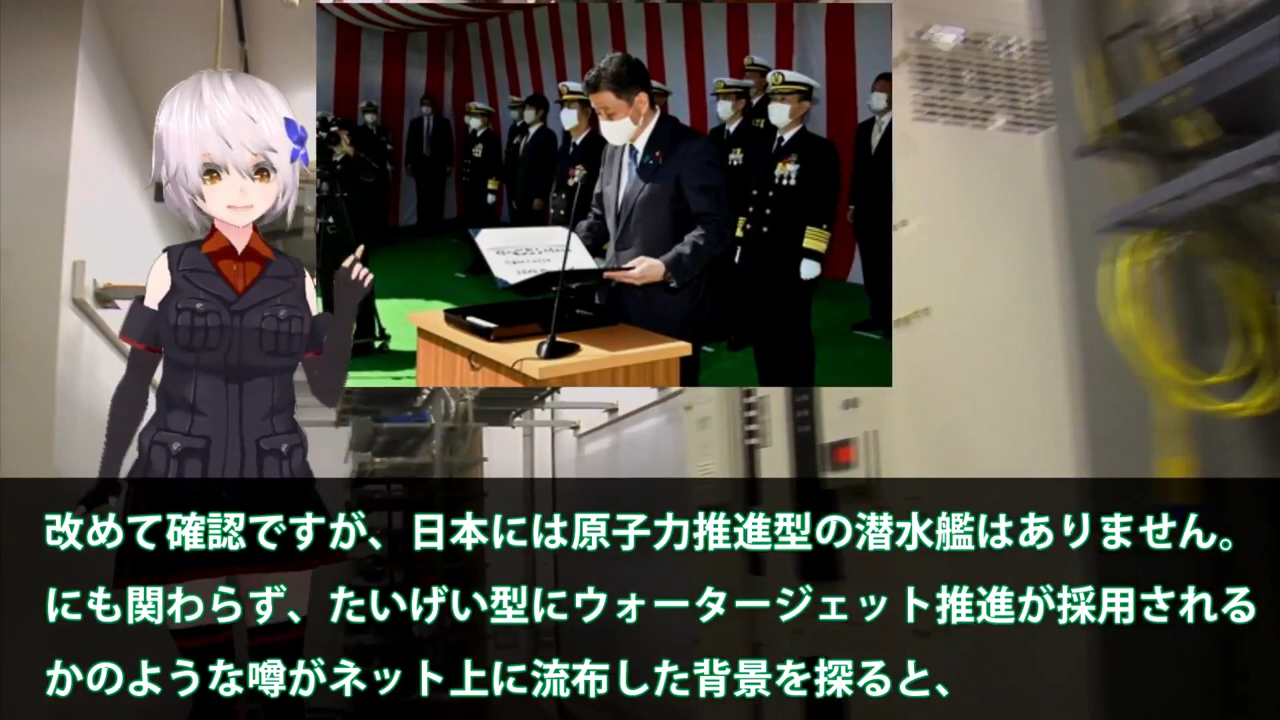 改めて確認ですが、日本には原子力推進型の潜水艦はありません。
にも関わらず、たいげい型にウォータージェット推進が採用される
かのような噂がネット上に流布した背景を探ると、